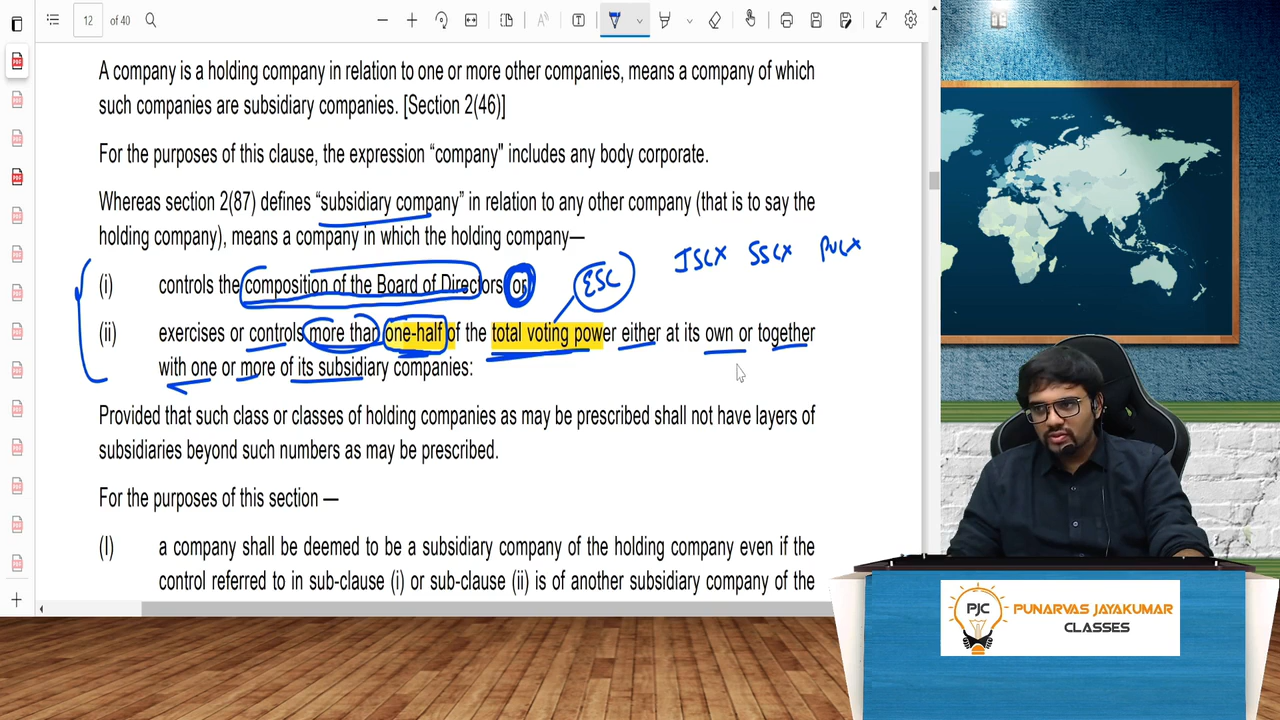 12 of 40
A company is a holding company in relation to one or more other companies, means a company of which
such companies are subsidiary companies. [Section 2(46)]
For the purposes of this clause, the expression “company” includes any body corporate.
Whereas section 2(87) defines “subsidiary company” in relation to any other company (that is to say the
holding company), means a company in which the holding company—
JSCX SSCX
(i) controls the composition of the Board of Directors or
ESC
(ii) exercises or controls more than one-half of the total voting power either at its own or together
with one or more of its subsidiary companies:
Provided that such class or classes of holding companies as may be prescribed shall not have layers of
subsidiaries beyond such numbers as may be prescribed.
For the purposes of this section —
(I) a company shall be deemed to be a subsidiary company of the holding company even if the
control referred to in sub-clause (i) or sub-clause (ii) is of another subsidiary company of the
PJC PUNARVAS JAYAKUMAR
CLASSES